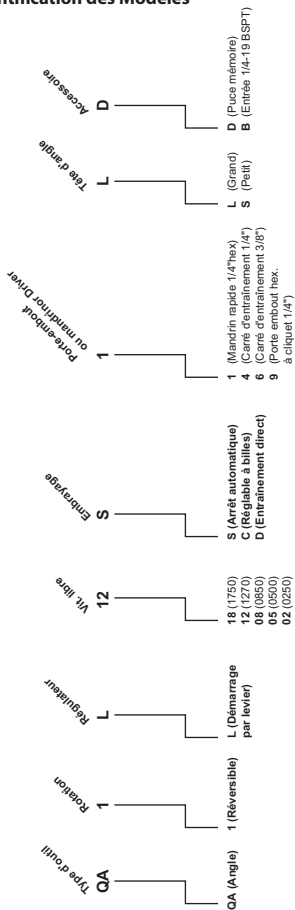 ntification des Modèles
Type d'outil
QA
QA (Angle)
Rotation
1
1 (Réversible)
Régulateur
L
L (Démarrage
par levier)
Vit. libre
12
18 (1750)
12 (1270)
08 (0850)
05 (0500)
02 (0250)
Embrayage
S
S (Arrêt automatique)
C (Réglable à billes)
D (Entraînement direct)
Porte-embout
ou mandrinor Driver
1
1 (Mandrin rapide 1/4"hex)
4 (Carré d'entraînement 1/4")
6 (Carré d'entraînement 3/8")
9 (Porte embout hex.
à cliquet 1/4")
Tête d'angle
L
L (Grand)
S (Petit)
Accessoire
D
D (Puce mémoire)
B (Entrée 1/4-19 BSPT)